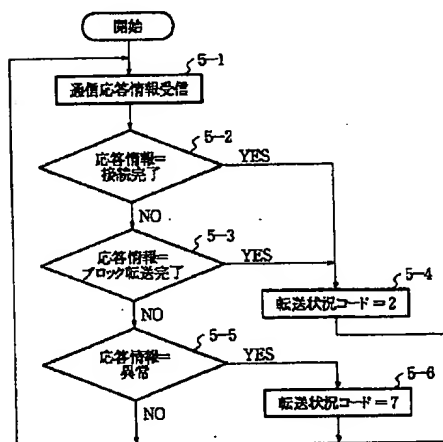 開始
5-1
通信応答情報受信
5-2
応答情報=
接続完了
YES
NO
5-3
応答情報=
ブロック転送完了
YES
5-4
転送状況コード=2
NO
5-5
応答情報=
異常
YES
5-6
転送状況コード=7
NO